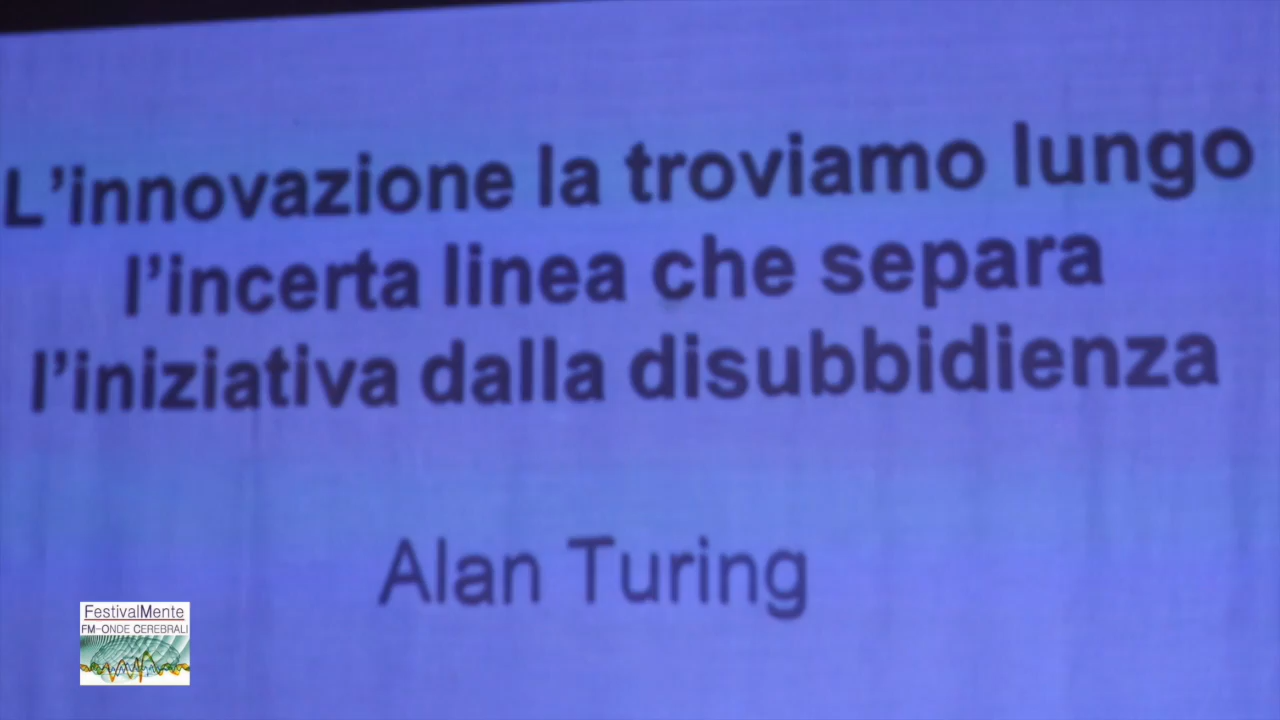 L'innovazione la troviamo lungo
l'incerta linea che separa
l'iniziativa dalla disubbidienza
Alan Turing
FestivalMente
FM-ONDE CEREBRALI